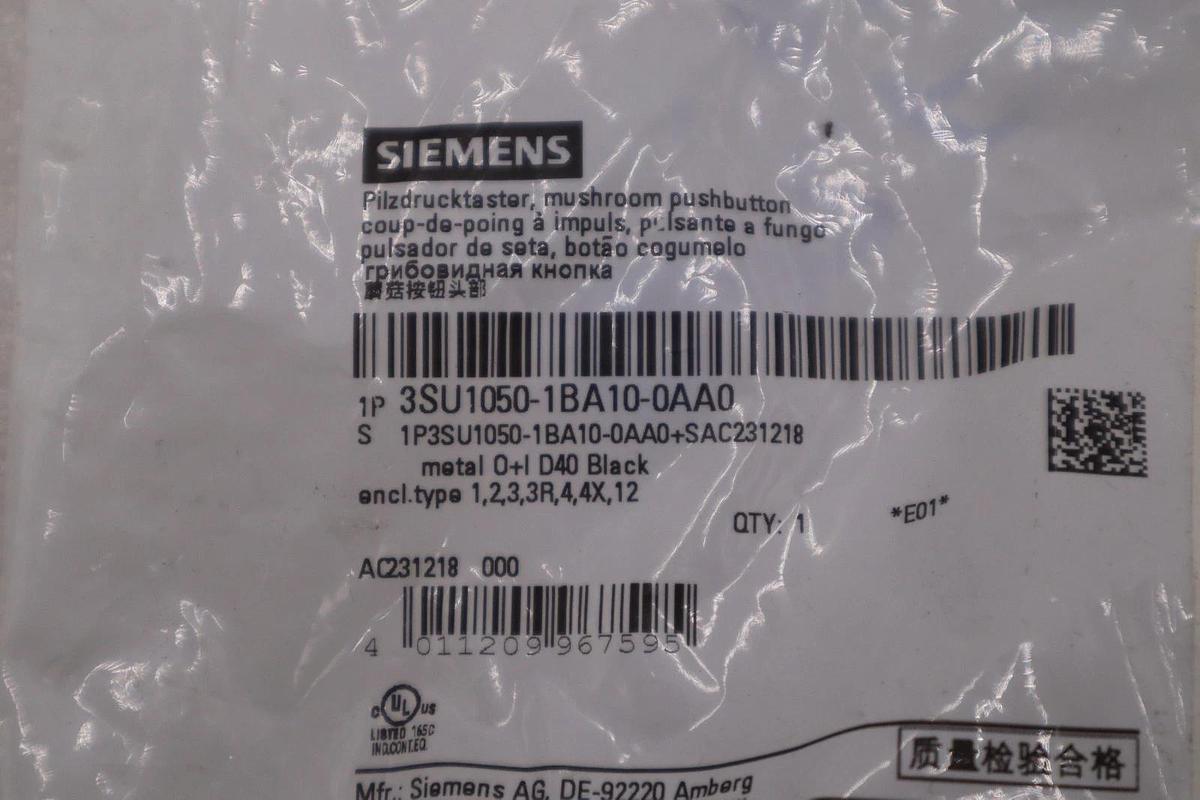 SIEMENS
Pilzdrucktaster, mushroom pushbutton
coup-de-poing à impuls, pulsante a fungo
pulsador de seta, botão cogumelo
грибовидная кнопка
蘑菇按钮头部
1P 3SU1050-1BA10-0AA0
S 1P3SU1050-1BA10-0AA0+SAC231218
metal O+I D40 Black
encl.type 1,2,3,3R,4,4X,12
QTY: 1 *E01*
AC231218 000
4 011209 967595
c UL us
LISTED 165C
IND.CONT.EQ.
质量检验合格
Mfr.: Siemens AG, DE-92220 Amberg